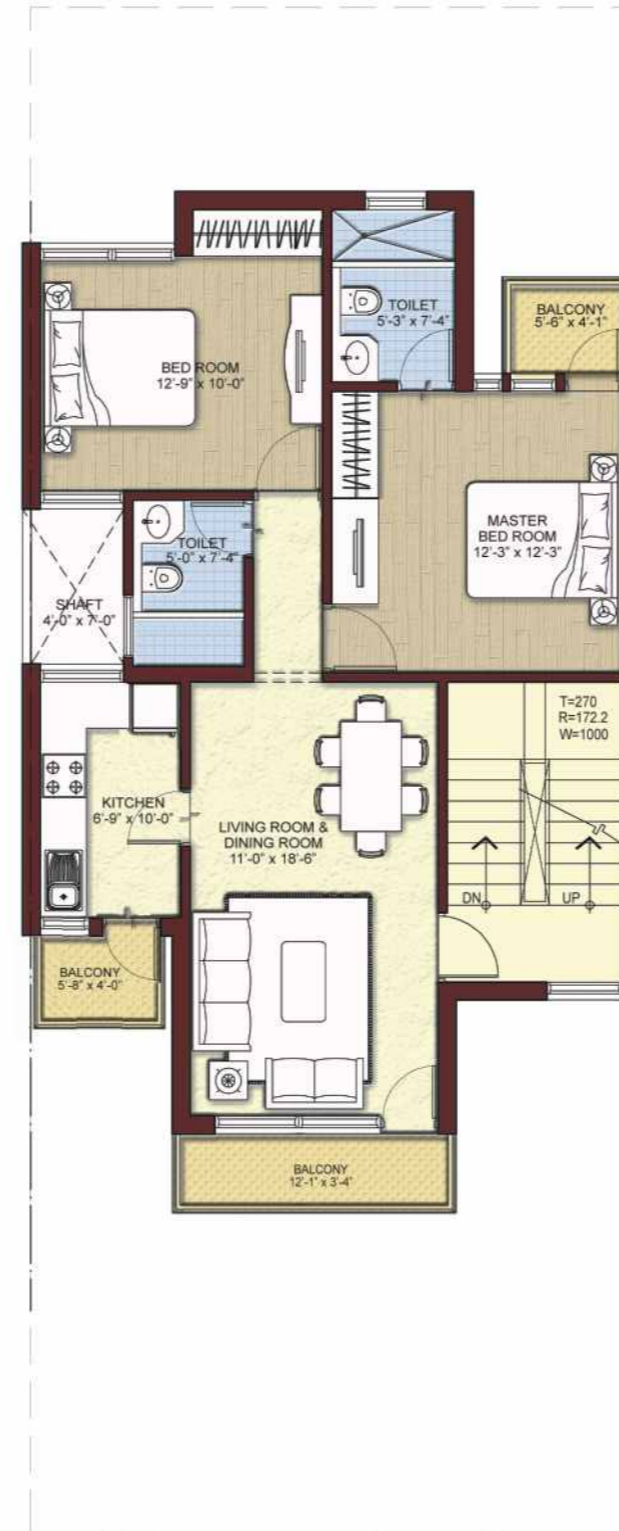 TOILET
5'-3" x 7'-4"
BALCONY
5'-6" x 4'-1"
BED ROOM
12'-9" x 10'-0"
MASTER
BED ROOM
12'-3" x 12'-3"
TOILET
5'-0" x 7'-4"
SHAFT
4'-0" x 7'-0"
T=270
R=172.2
W=1000
KITCHEN
6'-9" x 10'-0"
LIVING ROOM &
DINING ROOM
11'-0" x 18'-6"
DN
UP
BALCONY
5'-8" x 4'-0"
BALCONY
12'-1" x 3'-4"